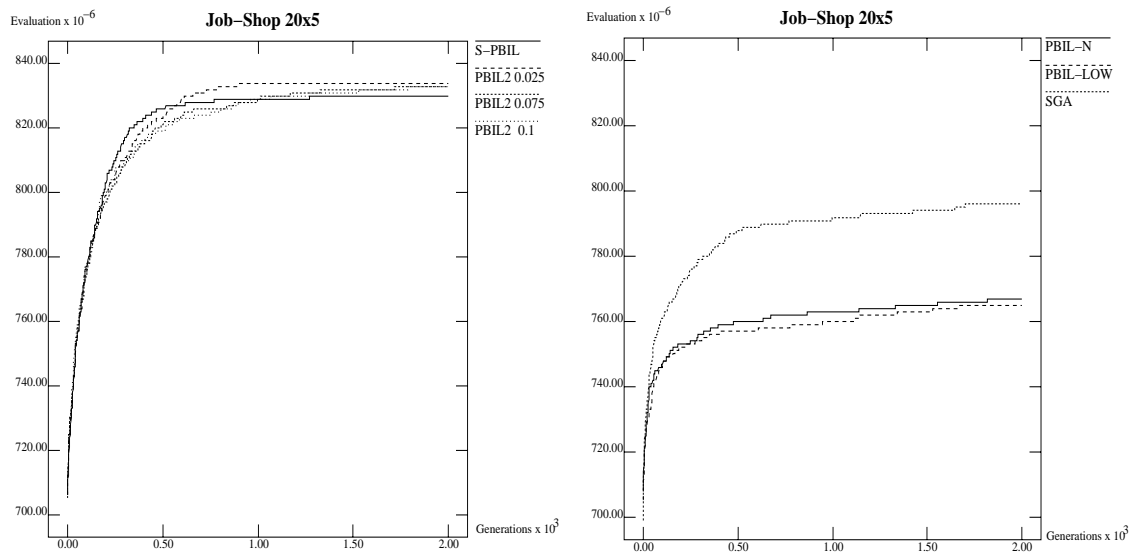 Evaluation x 10-6
Job-Shop 20x5
S-PBIL
PBIL2 0.025
PBIL2 0.075
PBIL2 0.1
840.00
820.00
800.00
780.00
760.00
740.00
720.00
700.00
0.00 0.50 1.00 1.50 2.00
Generations x 103
Evaluation x 10-6
Job-Shop 20x5
PBIL-N
PBIL-LOW
SGA
840.00
820.00
800.00
780.00
760.00
740.00
720.00
700.00
0.00 0.50 1.00 1.50 2.00
Generations x 103